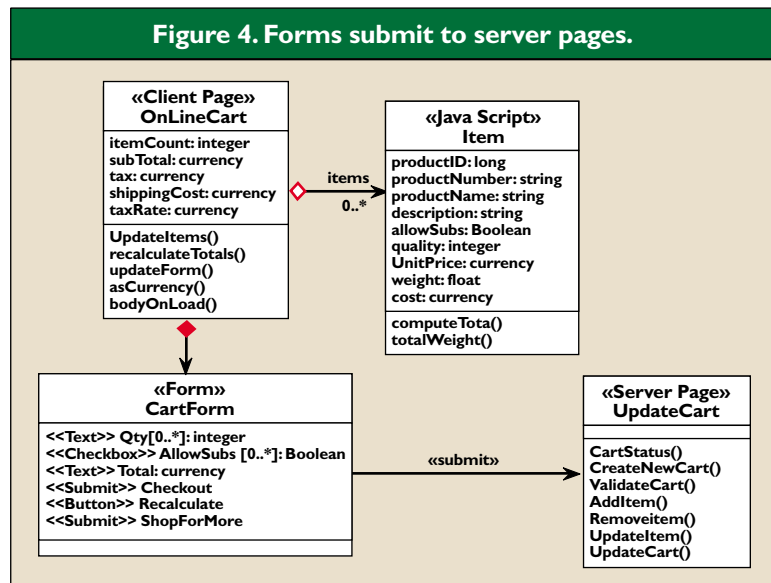 Figure 4. Forms submit to server pages.
«Client Page»
OnLineCart
itemCount: integer
subTotal: currency
tax: currency
shippingCost: currency
taxRate: currency
UpdateItems()
recalculateTotals()
updateForm()
asCurrency()
bodyOnLoad()
items
0..*
«Java Script»
Item
productID: long
productNumber: string
productName: string
description: string
allowSubs: Boolean
quality: integer
UnitPrice: currency
weight: float
cost: currency
computeTota()
totalWeight()
«Form»
CartForm
<<Text>> Qty[0..*]: integer
<<Checkbox>> AllowSubs [0..*]: Boolean
<<Text>> Total: currency
<<Submit>> Checkout
<<Button>> Recalculate
<<Submit>> ShopForMore
«submit»
«Server Page»
UpdateCart
CartStatus()
CreateNewCart()
ValidateCart()
AddItem()
Removeitem()
UpdateItem()
UpdateCart()